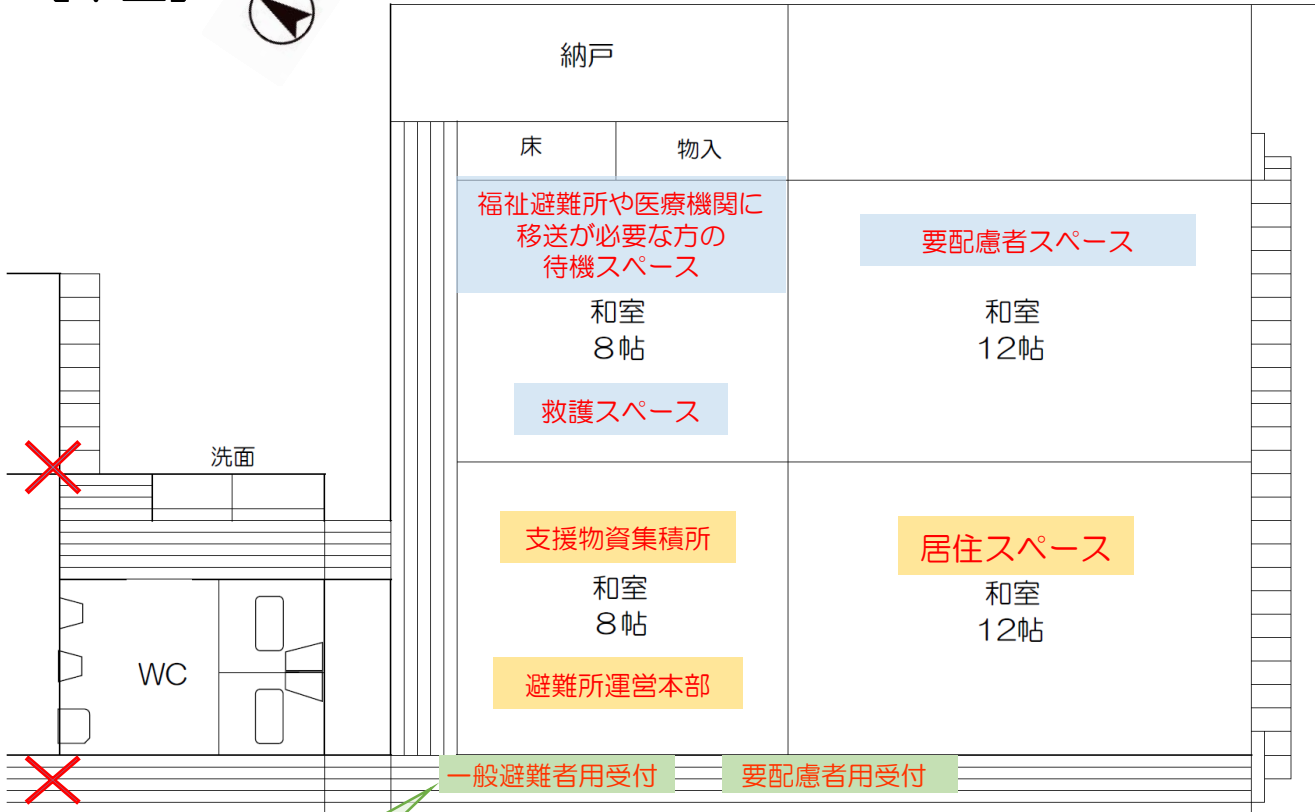 納戸
床
物入
福祉避難所や医療機関に
移送が必要な方の
待機スペース
和室
8帖
救護スペース
要配慮者スペース
和室
12帖
洗面
支援物資集積所
和室
8帖
避難所運営本部
居住スペース
和室
12帖
WC
一般避難者用受付
要配慮者用受付